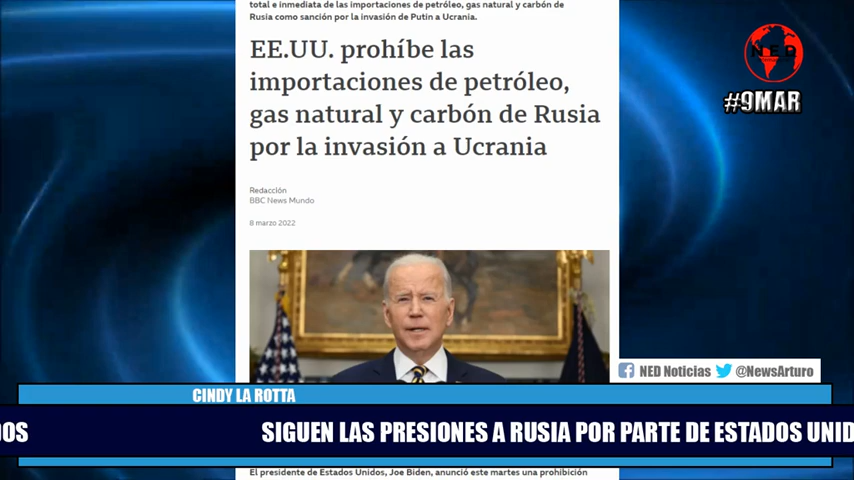 total e inmediata de las importaciones de petróleo, gas natural y carbón de
Rusia como sanción por la invasión de Putin a Ucrania.
EE.UU. prohíbe las
importaciones de petróleo,
gas natural y carbón de Rusia
por la invasión a Ucrania
Redacción
BBC News Mundo
8 marzo 2022
NED
#9MAR
NED Noticias @NewsArturo
CINDY LA ROTTA
DOS SIGUEN LAS PRESIONES A RUSIA POR PARTE DE ESTADOS UNID
El presidente de Estados Unidos, Joe Biden, anunció este martes una prohibición